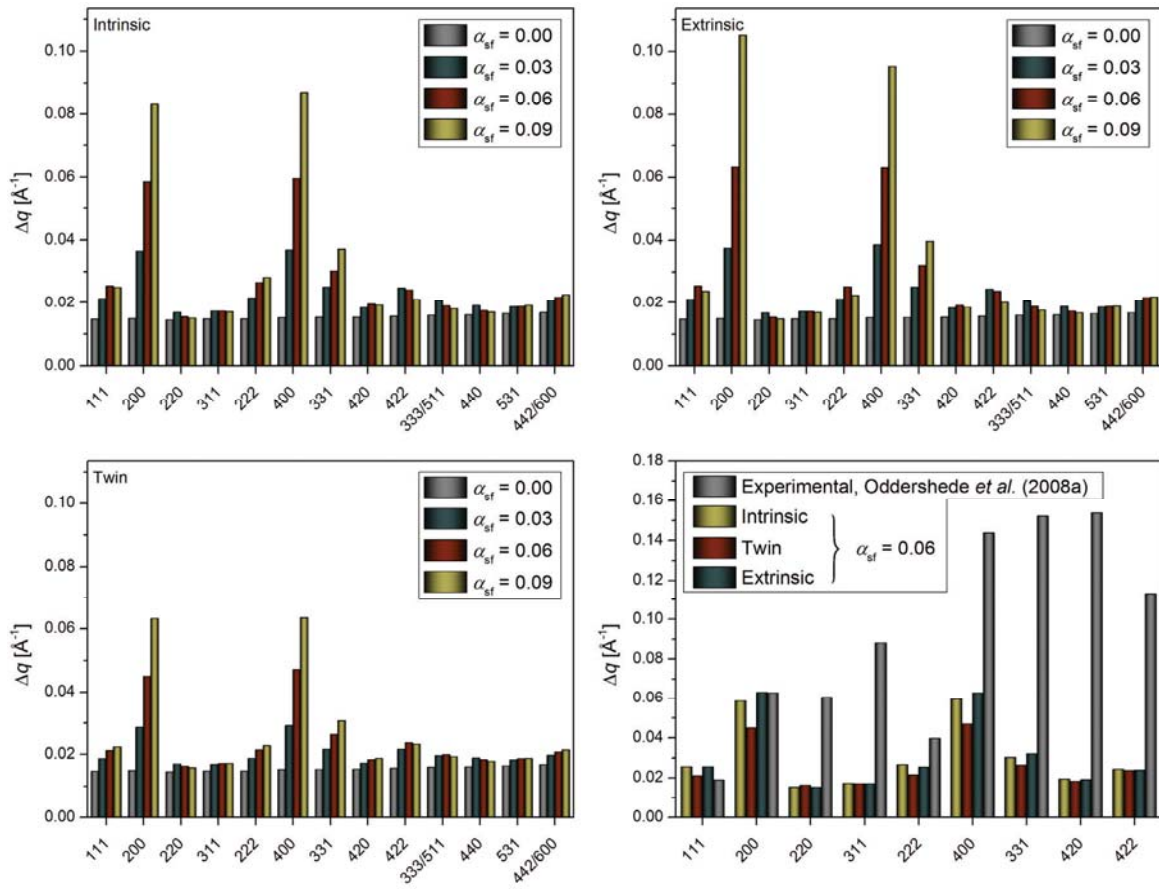 Intrinsic
α_sf = 0.00
α_sf = 0.03
α_sf = 0.06
α_sf = 0.09
0.10
0.08
0.06
0.04
0.02
0.00
Δq [Å⁻¹]
111 200 220 311 222 400 331 420 422 333/511 440 531 442/600
Extrinsic
α_sf = 0.00
α_sf = 0.03
α_sf = 0.06
α_sf = 0.09
0.10
0.08
0.06
0.04
0.02
0.00
Δq [Å⁻¹]
111 200 220 311 222 400 331 420 422 333/511 440 531 442/600
Twin
α_sf = 0.00
α_sf = 0.03
α_sf = 0.06
α_sf = 0.09
0.10
0.08
0.06
0.04
0.02
0.00
Δq [Å⁻¹]
111 200 220 311 222 400 331 420 422 333/511 440 531 442/600
Experimental, Oddershede et al. (2008a)
Intrinsic
Twin
Extrinsic
α_sf = 0.06
0.18
0.16
0.14
0.12
0.10
0.08
0.06
0.04
0.02
0.00
Δq [Å⁻¹]
111 200 220 311 222 400 331 420 422